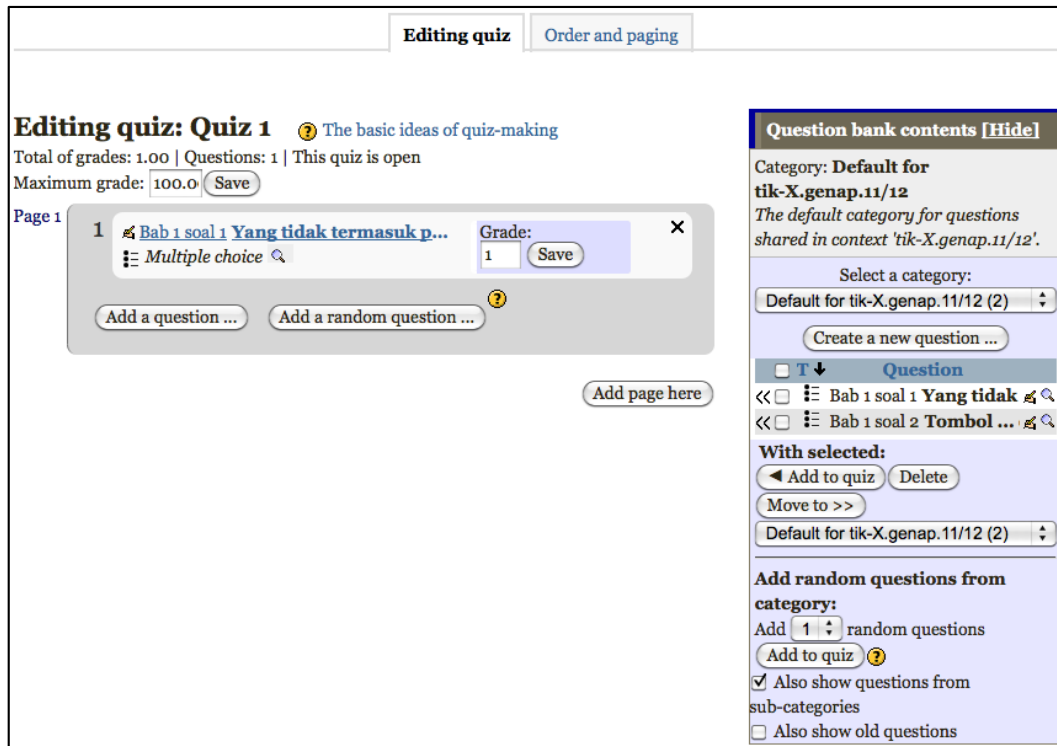 Editing quiz
Order and paging
Editing quiz: Quiz 1
The basic ideas of quiz-making
Total of grades: 1.00 | Questions: 1 | This quiz is open
Maximum grade: 100.0 Save
Page 1
1
Bab 1 soal 1 Yang tidak termasuk p...
Multiple choice
Grade:
1 Save
Add a question ...
Add a random question ...
Add page here
Question bank contents [Hide]
Category: Default for
tik-X.genap.11/12
The default category for questions
shared in context 'tik-X.genap.11/12'.
Select a category:
Default for tik-X.genap.11/12 (2)
Create a new question ...
T Question
Bab 1 soal 1 Yang tidak
Bab 1 soal 2 Tombol ...
With selected:
Add to quiz Delete
Move to >>
Default for tik-X.genap.11/12 (2)
Add random questions from
category:
Add 1 random questions
Add to quiz
Also show questions from
sub-categories
Also show old questions